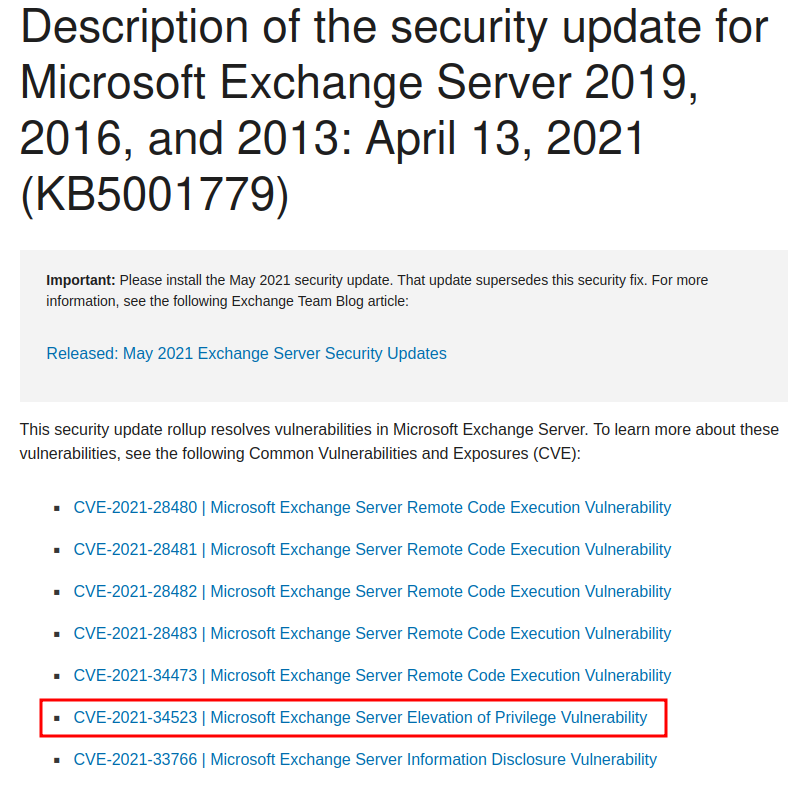 Description of the security update for
Microsoft Exchange Server 2019,
2016, and 2013: April 13, 2021
(KB5001779)
Important: Please install the May 2021 security update. That update supersedes this security fix. For more
information, see the following Exchange Team Blog article:
Released: May 2021 Exchange Server Security Updates
This security update rollup resolves vulnerabilities in Microsoft Exchange Server. To learn more about these
vulnerabilities, see the following Common Vulnerabilities and Exposures (CVE):
▪ CVE-2021-28480 | Microsoft Exchange Server Remote Code Execution Vulnerability
▪ CVE-2021-28481 | Microsoft Exchange Server Remote Code Execution Vulnerability
▪ CVE-2021-28482 | Microsoft Exchange Server Remote Code Execution Vulnerability
▪ CVE-2021-28483 | Microsoft Exchange Server Remote Code Execution Vulnerability
▪ CVE-2021-34473 | Microsoft Exchange Server Remote Code Execution Vulnerability
▪ CVE-2021-34523 | Microsoft Exchange Server Elevation of Privilege Vulnerability
▪ CVE-2021-33766 | Microsoft Exchange Server Information Disclosure Vulnerability